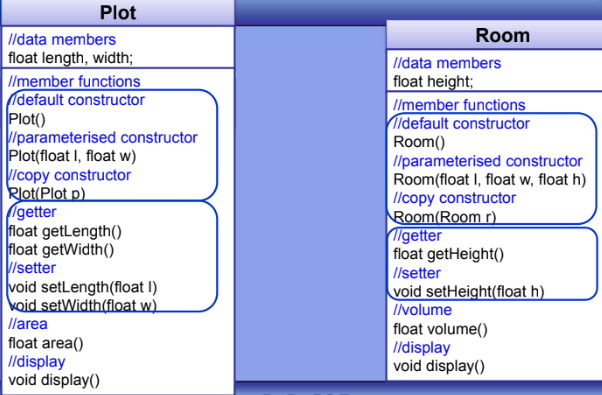 Plot
//data members
float length, width;
//member functions
//default constructor
Plot()
//parameterised constructor
Plot(float l, float w)
//copy constructor
Plot(Plot p)
//getter
float getLength()
float getWidth()
//setter
void setLength(float l)
void setWidth(float w)
//area
float area()
//display
void display()
Room
//data members
float height;
//member functions
//default constructor
Room()
//parameterised constructor
Room(float l, float w, float h)
//copy constructor
Room(Room r)
//getter
float getHeight()
//setter
void setHeight(float h)
//volume
float volume()
//display
void display()